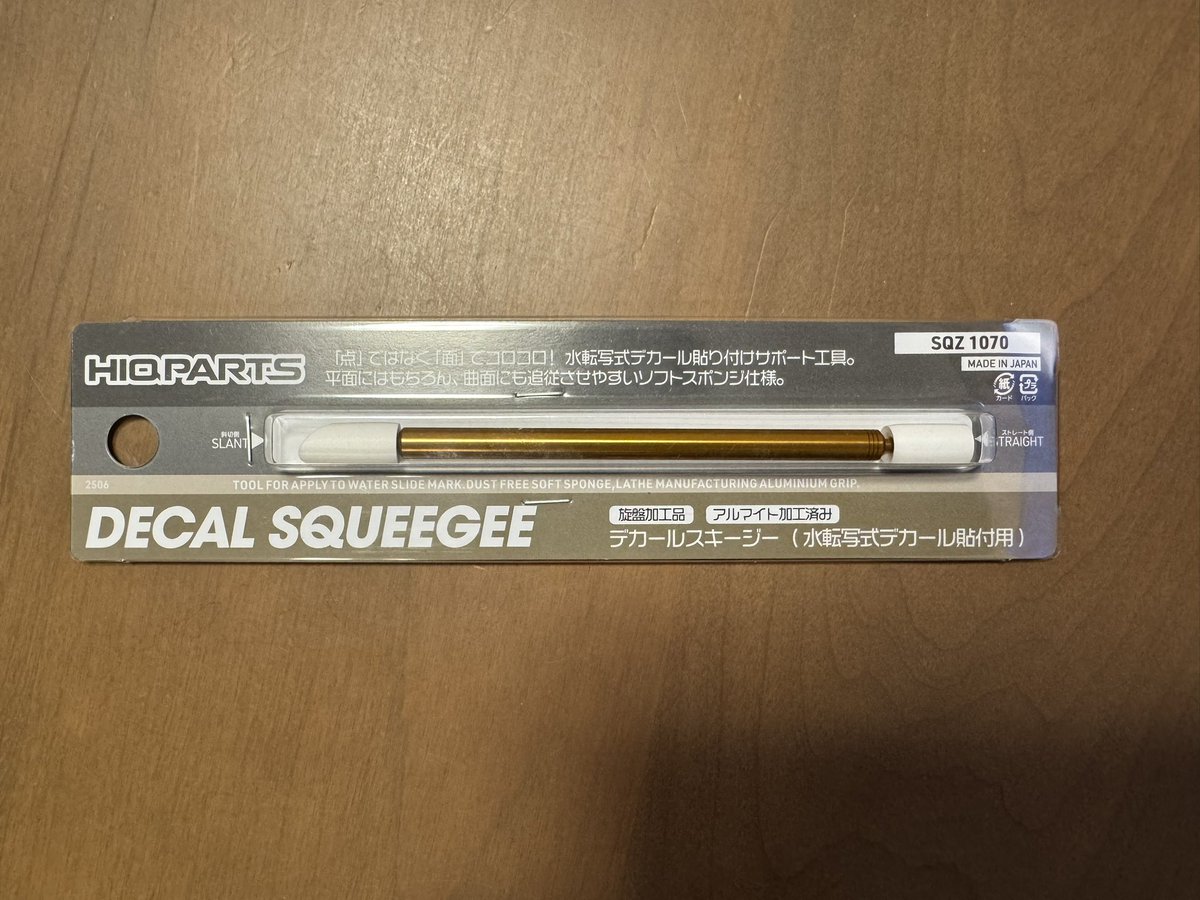 HIQPARTS
「点」ではなく「面」でコロコロ！水転写式デカール貼り付けサポート工具。
平面にはもちろん、曲面にも追従させやすいソフトスポンジ仕様。
SQZ 1070
MADE IN JAPAN
紙
カード
プラ
パック
斜切側
SLANT
ストレート側
STRAIGHT
2506
TOOL FOR APPLY TO WATER SLIDE MARK. DUST FREE SOFT SPONGE, LATHE MANUFACTURING ALUMINIUM GRIP.
DECAL SQUEEGEE
旋盤加工品
アルマイト加工済み
デカールスキージー（水転写式デカール貼付用）